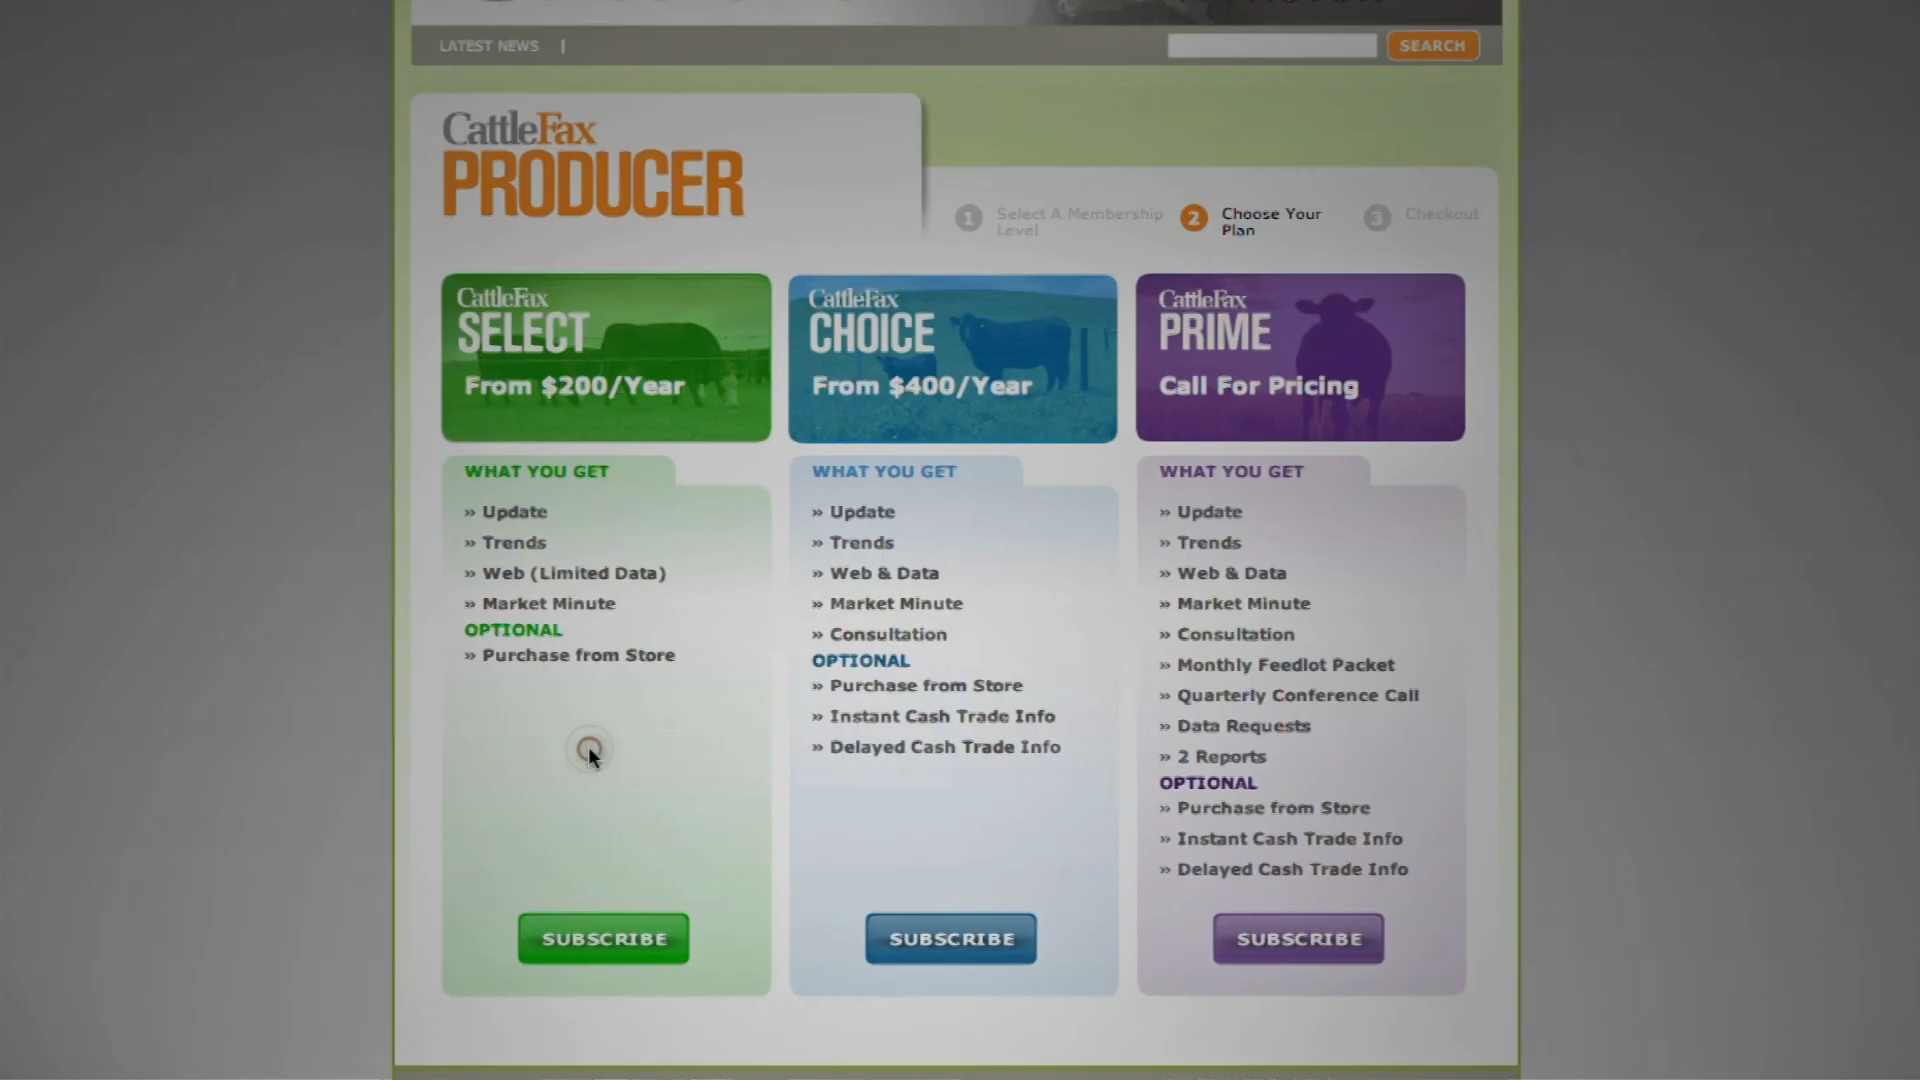 LATEST NEWS |
SEARCH
CattleFax
PRODUCER
1 Select A Membership
Level
2 Choose Your
Plan
3 Checkout
CattleFax
SELECT
From $200/Year
WHAT YOU GET
» Update
» Trends
» Web (Limited Data)
» Market Minute
OPTIONAL
» Purchase from Store
SUBSCRIBE
CattleFax
CHOICE
From $400/Year
WHAT YOU GET
» Update
» Trends
» Web & Data
» Market Minute
» Consultation
OPTIONAL
» Purchase from Store
» Instant Cash Trade Info
» Delayed Cash Trade Info
SUBSCRIBE
CattleFax
PRIME
Call For Pricing
WHAT YOU GET
» Update
» Trends
» Web & Data
» Market Minute
» Consultation
» Monthly Feedlot Packet
» Quarterly Conference Call
» Data Requests
» 2 Reports
OPTIONAL
» Purchase from Store
» Instant Cash Trade Info
» Delayed Cash Trade Info
SUBSCRIBE